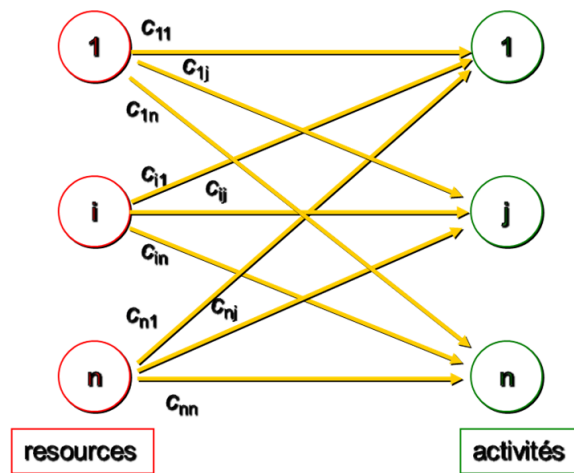 1
c11
1
c1j
c1n
i
ci1
cij
j
cin
n
cn1
cnj
n
cnn
resources
activités